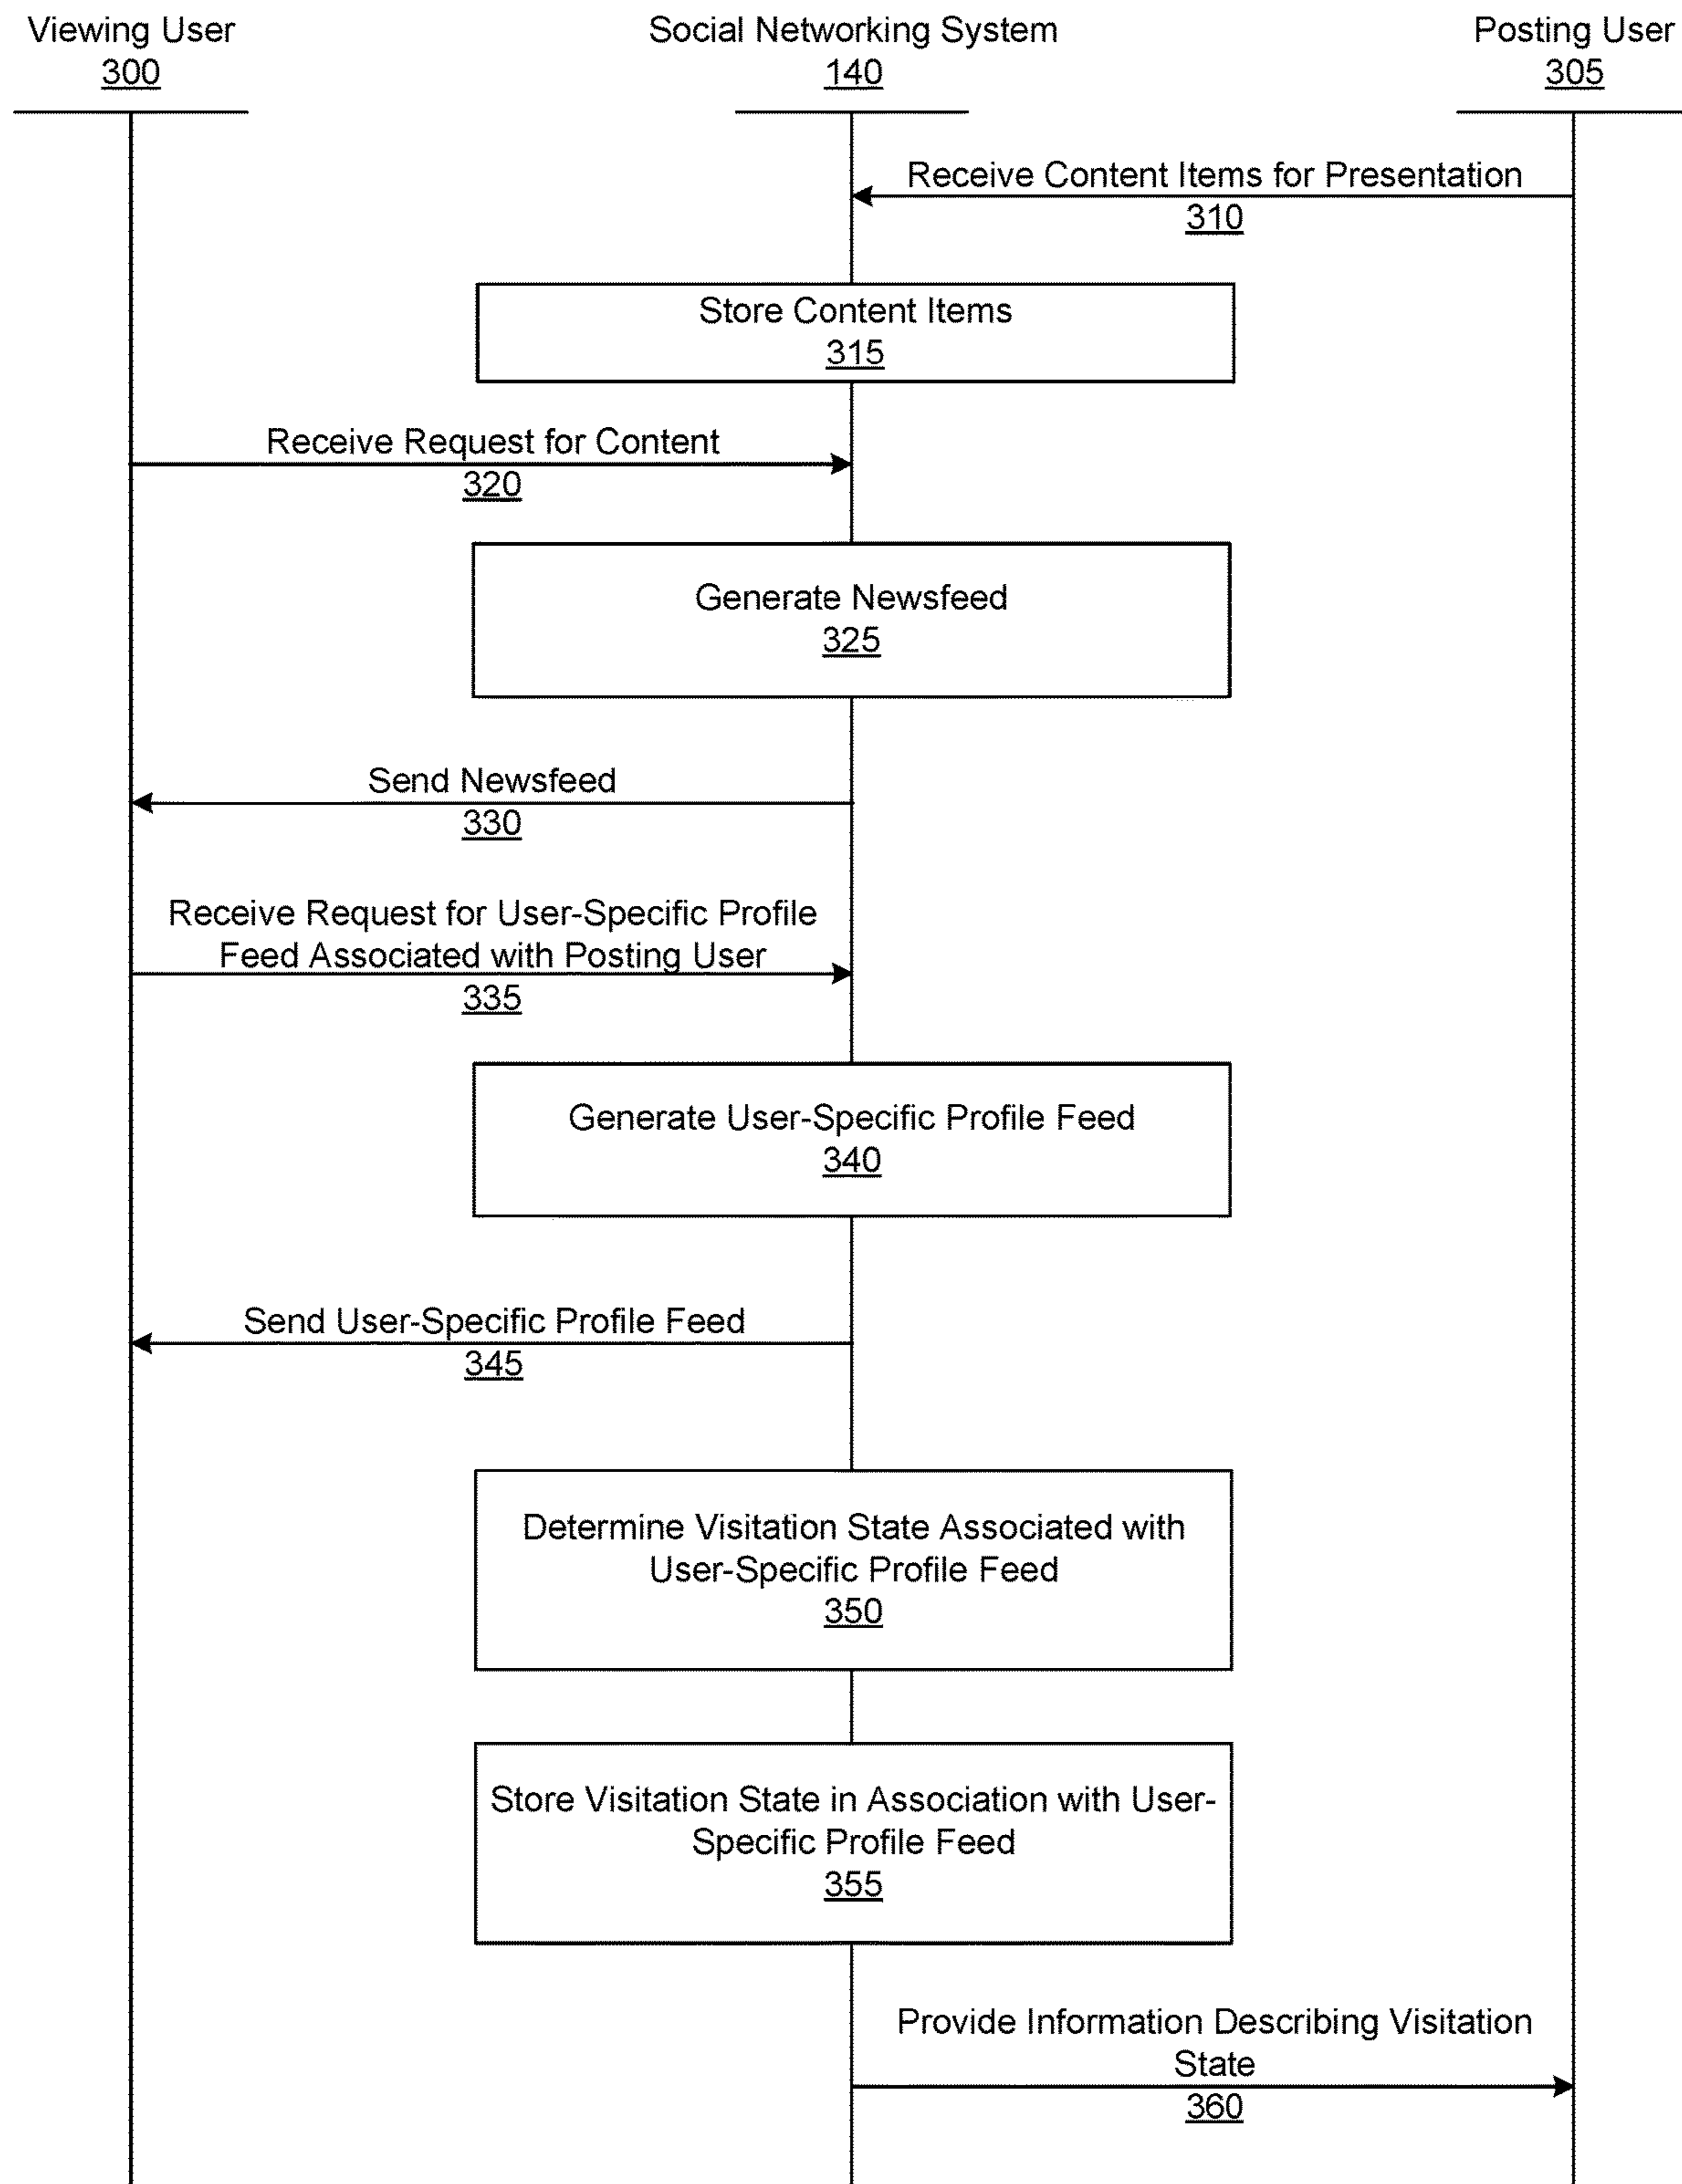 Viewing User
300
Social Networking System
140
Posting User
305
Receive Content Items for Presentation
310
Store Content Items
315
Receive Request for Content
320
Generate Newsfeed
325
Send Newsfeed
330
Receive Request for User-Specific Profile
Feed Associated with Posting User
335
Generate User-Specific Profile Feed
340
Send User-Specific Profile Feed
345
Determine Visitation State Associated with
User-Specific Profile Feed
350
Store Visitation State in Association with User-
Specific Profile Feed
355
Provide Information Describing Visitation
State
360